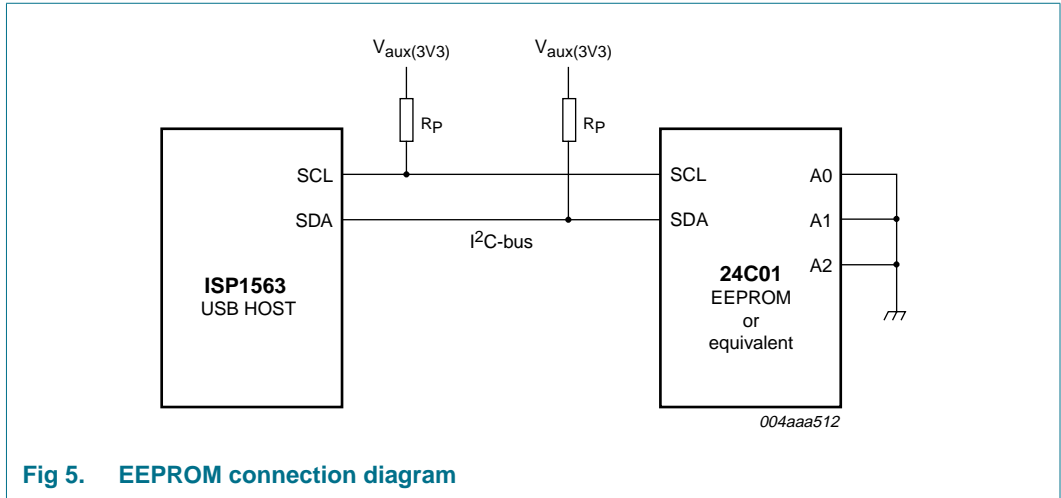 Vaux(3V3) Vaux(3V3)
RP RP
SCL SCL A0
SDA SDA A1
I2C-bus A2
ISP1563 24C01
USB HOST EEPROM
or
equivalent
004aaa512
Fig 5. EEPROM connection diagram